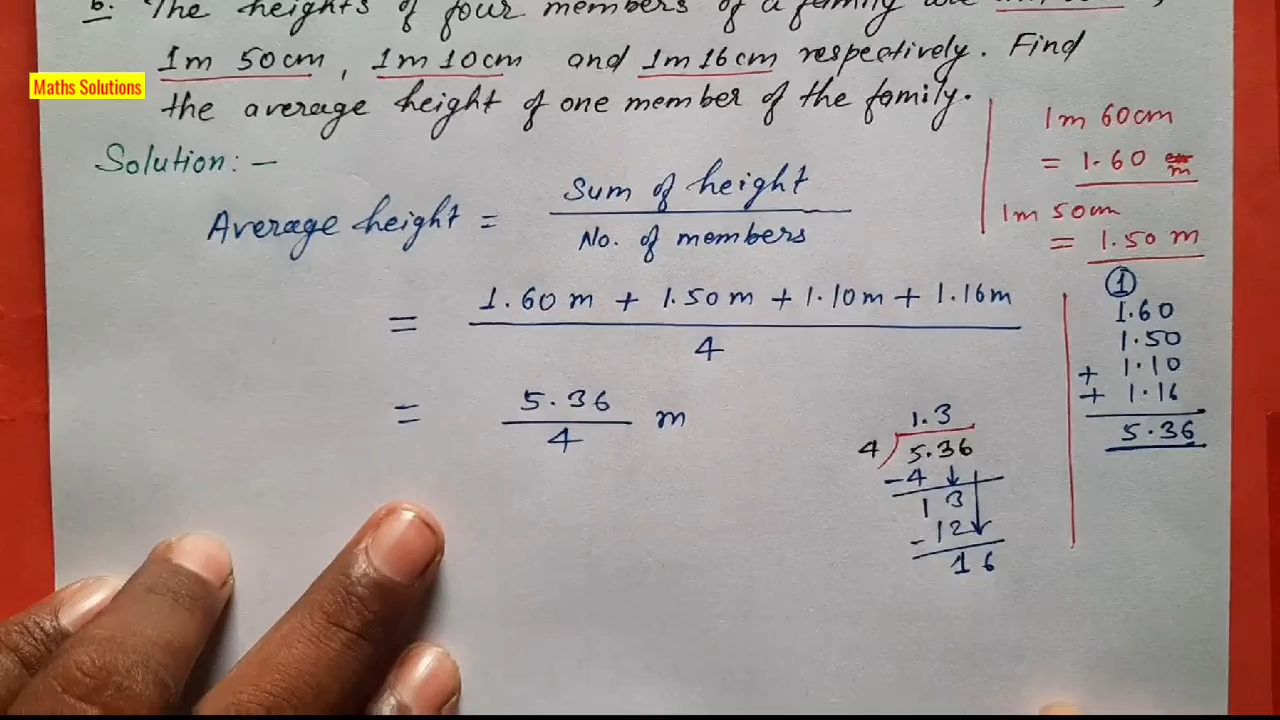 b. The heights of four members of a family are
1m 50cm, 1m 10cm and 1m 16cm respectively. Find
Maths Solutions
the average height of one member of the family.
Solution:-
Average height = Sum of height
No. of members
= 1.60 m + 1.50m + 1.10m + 1.16m
4
= 5.36 m
4
1m 60cm
= 1.60 m
1m 50cm
= 1.50 m
1
1.60
1.50
+ 1.10
+ 1.16
5.36
1.3
4) 5.36
-4
13
-12
16